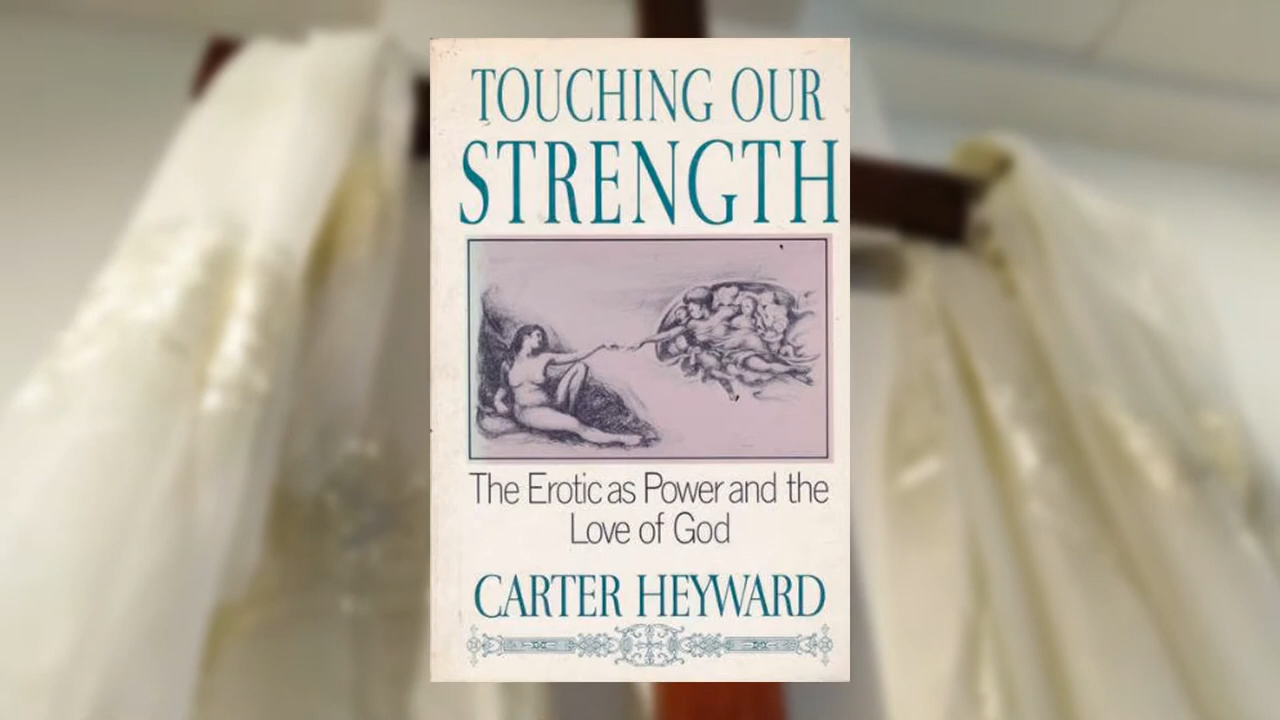 TOUCHING OUR
STRENGTH
The Erotic as Power and the
Love of God
CARTER HEYWARD